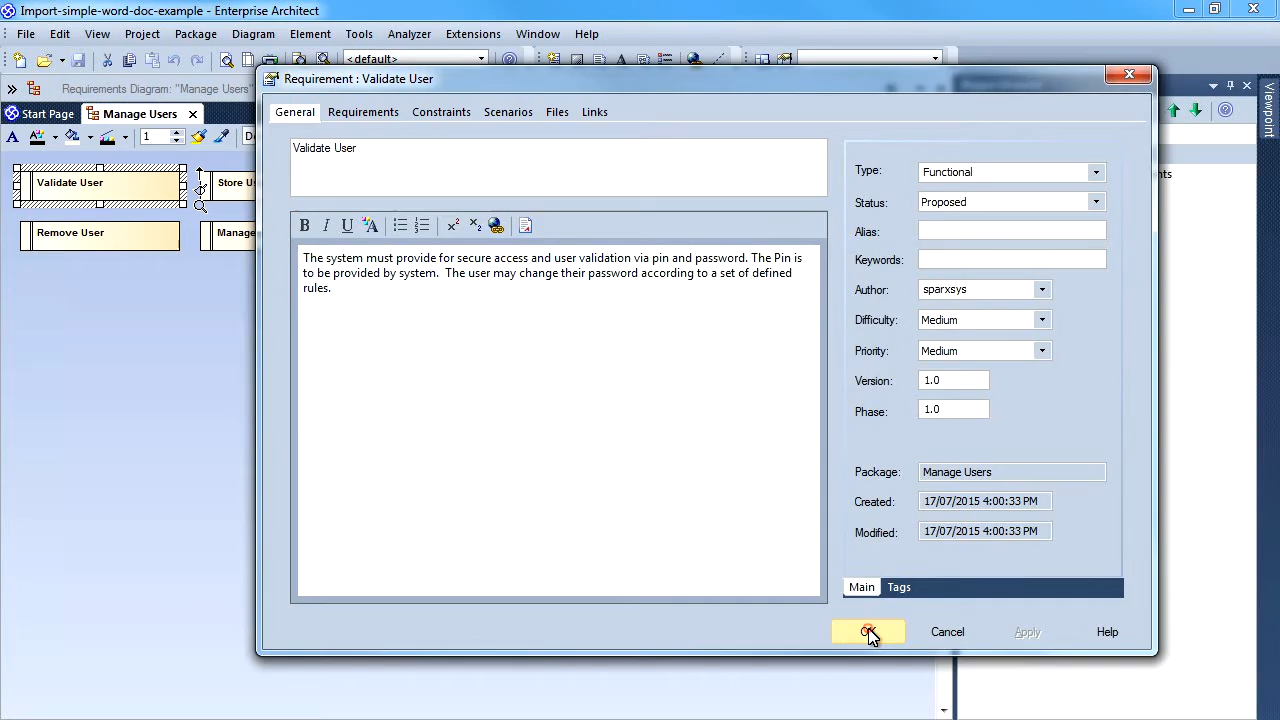 Import-simple-word-doc-example - Enterprise Architect
File Edit View Project Package Diagram Element Tools Analyzer Extensions Window Help
<default>
Requirements Diagram: "Manage Users"
Start Page Manage Users
1
Validate User
Store Us
Remove User
Manage
Viewpoint
Requirement : Validate User
General Requirements Constraints Scenarios Files Links
Validate User
B I U A
The system must provide for secure access and user validation via pin and password. The Pin is
to be provided by system. The user may change their password according to a set of defined
rules.
Type: Functional
Status: Proposed
Alias:
Keywords:
Author: sparxsys
Difficulty: Medium
Priority: Medium
Version: 1.0
Phase: 1.0
Package: Manage Users
Created: 17/07/2015 4:00:33 PM
Modified: 17/07/2015 4:00:33 PM
Main Tags
OK Cancel Apply Help